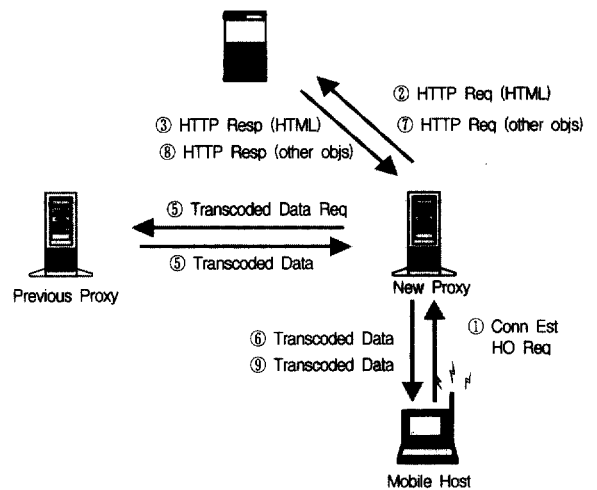 ② HTTP Req (HTML)
③ HTTP Resp (HTML)
⑦ HTTP Req (other objs)
⑧ HTTP Resp (other objs)
⑤ Transcoded Data Req
⑤ Transcoded Data
Previous Proxy
New Proxy
① Conn Est
HO Req
⑥ Transcoded Data
⑨ Transcoded Data
Mobile Host